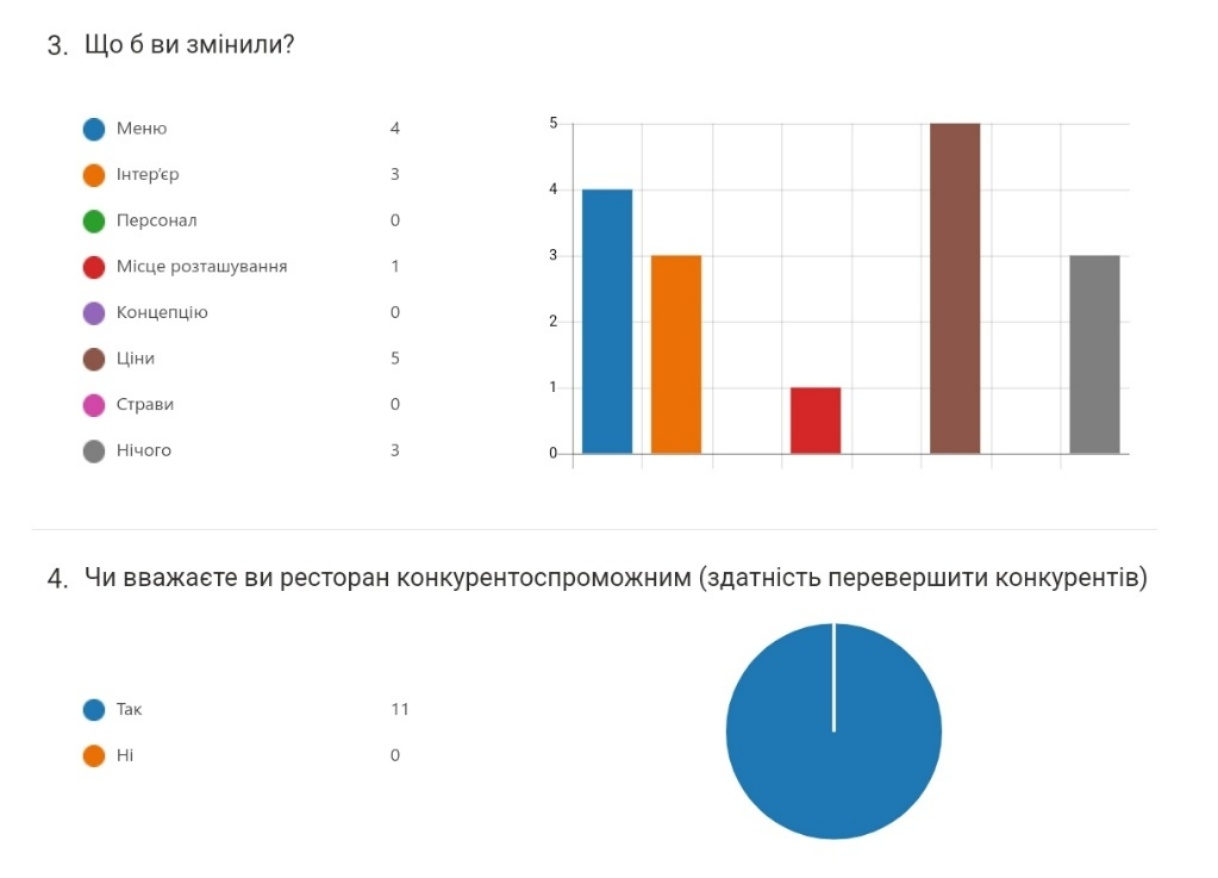 3. Що б ви змінили?
Меню 4
Інтер'єр 3
Персонал 0
Місце розташування 1
Концепцію 0
Ціни 5
Страви 0
Нічого 3
5
4
3
2
1
0
4. Чи вважаєте ви ресторан конкурентоспроможним (здатність перевершити конкурентів)
Так 11
Ні 0